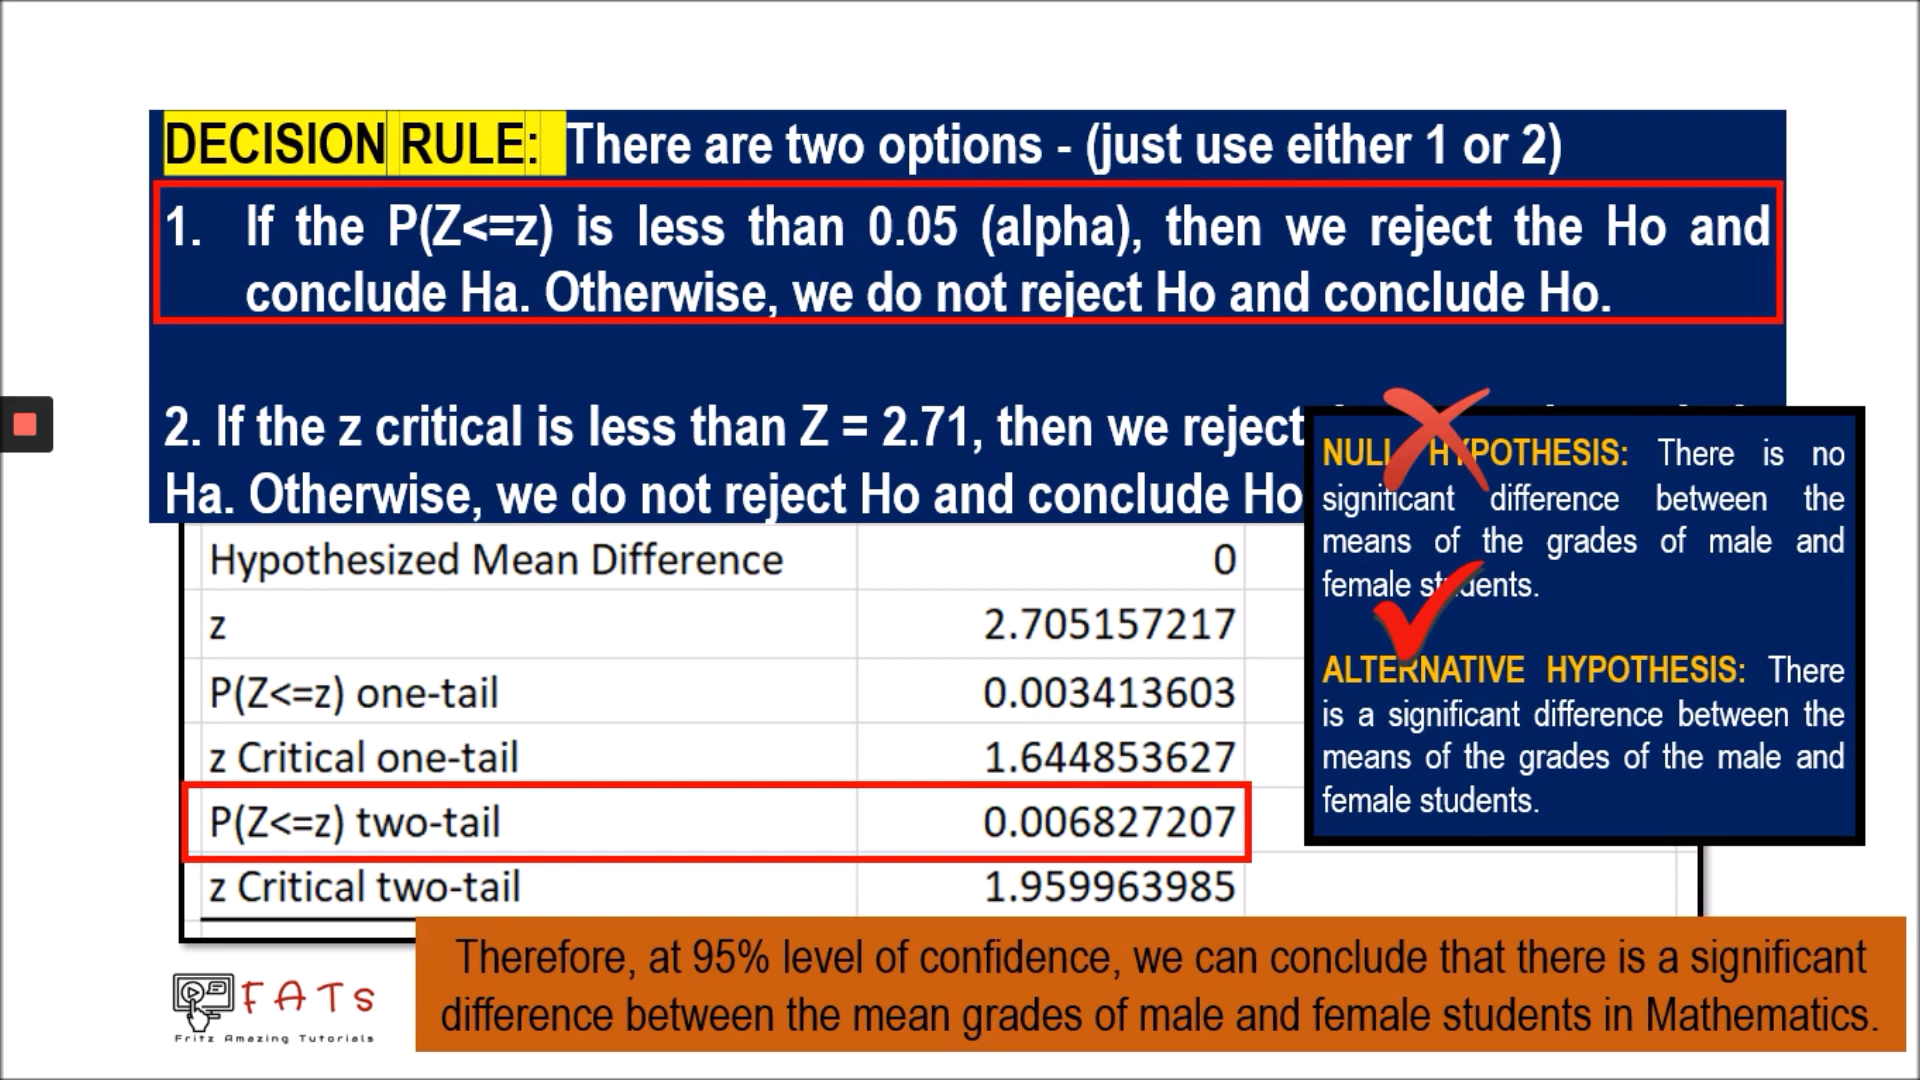 DECISION RULE: There are two options - (just use either 1 or 2)
1. If the P(Z<=z) is less than 0.05 (alpha), then we reject the Ho and
conclude Ha. Otherwise, we do not reject Ho and conclude Ho.
2. If the z critical is less than Z = 2.71, then we reject
Ha. Otherwise, we do not reject Ho and conclude Ho
NULL HYPOTHESIS: There is no
significant difference between the
means of the grades of male and
female students.
ALTERNATIVE HYPOTHESIS: There
is a significant difference between the
means of the grades of the male and
female students.
Hypothesized Mean Difference 0
z 2.705157217
P(Z<=z) one-tail 0.003413603
z Critical one-tail 1.644853627
P(Z<=z) two-tail 0.006827207
z Critical two-tail 1.959963985
Therefore, at 95% level of confidence, we can conclude that there is a significant
difference between the mean grades of male and female students in Mathematics.
FATs
Fritz Amazing Tutorials